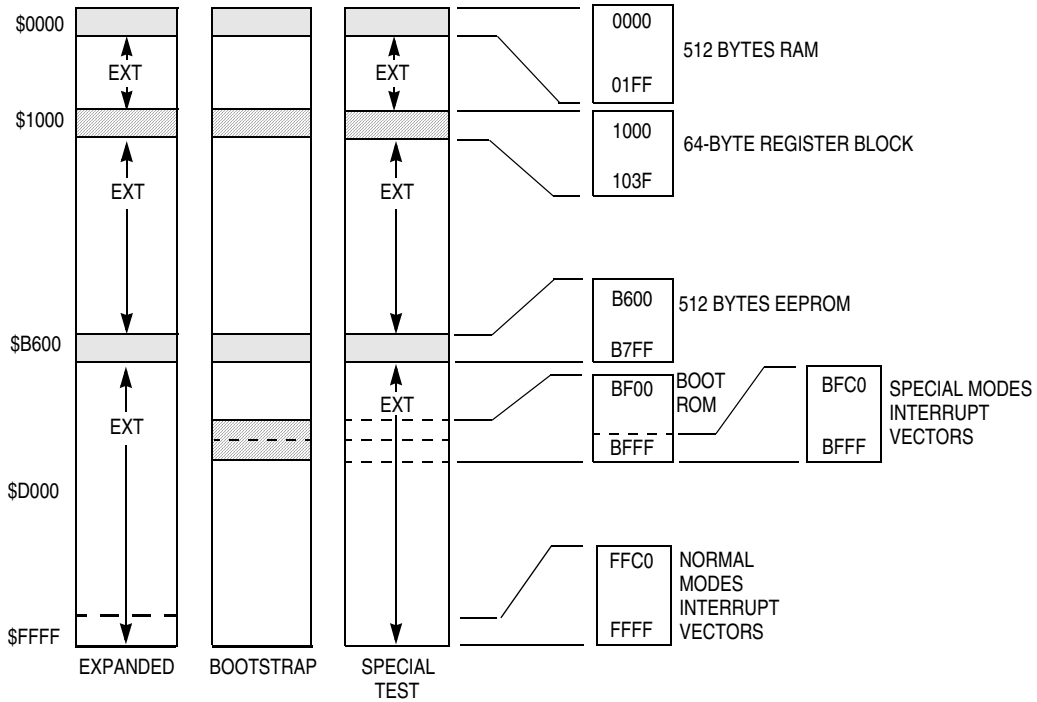 $0000
EXT
EXT
0000
01FF
512 BYTES RAM
$1000
1000
103F
64-BYTE REGISTER BLOCK
EXT
EXT
$B600
B600
B7FF
512 BYTES EEPROM
EXT
EXT
BF00
BFFF
BOOT
ROM
BFC0
BFFF
SPECIAL MODES
INTERRUPT
VECTORS
$D000
FFC0
FFFF
NORMAL
MODES
INTERRUPT
VECTORS
$FFFF
EXPANDED
BOOTSTRAP
SPECIAL
TEST